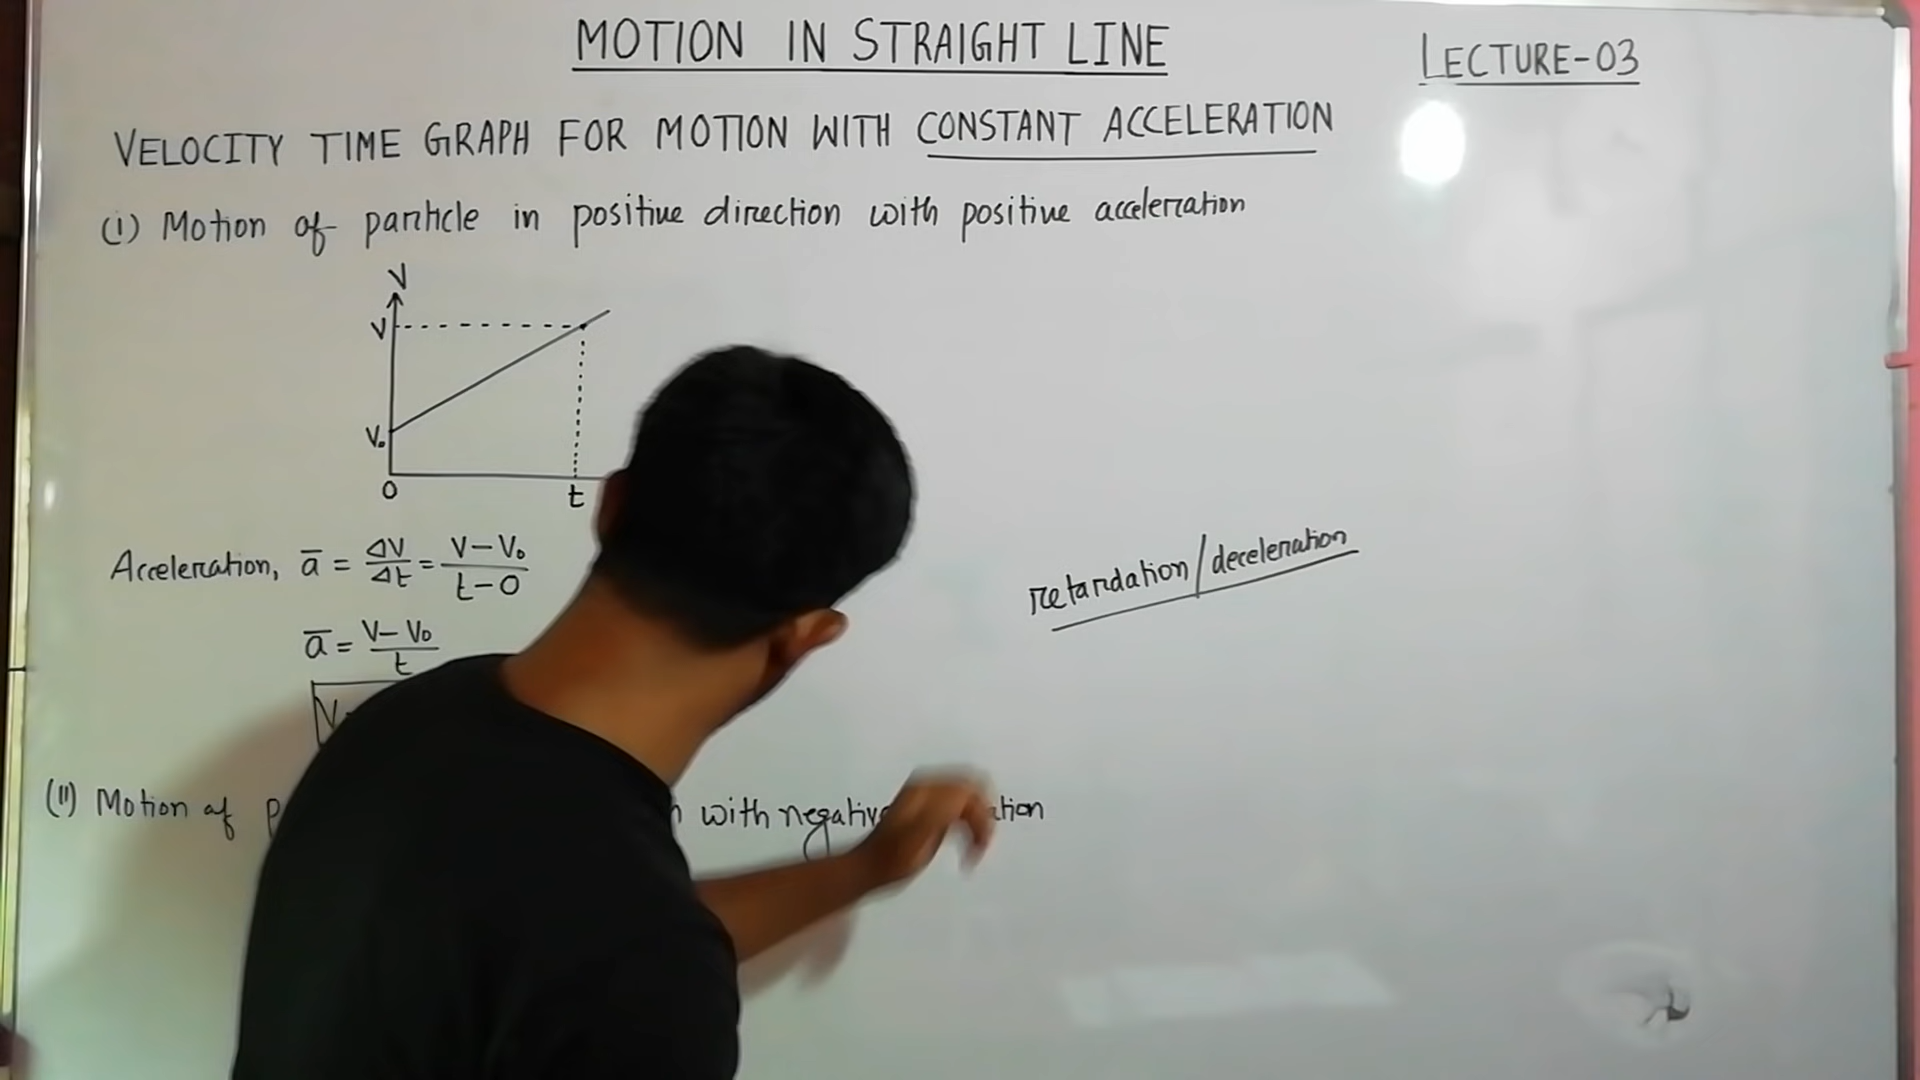 MOTION IN STRAIGHT LINE
LECTURE-03
VELOCITY TIME GRAPH FOR MOTION WITH CONSTANT ACCELERATION
(i) Motion of particle in positive direction with positive acceleration
V
V
V₀
0 t
Acceleration, a̅ = ΔV/Δt = V-V₀/t-0
retardation/deceleration
a̅ = V-V₀/t
V
(ii) Motion of with